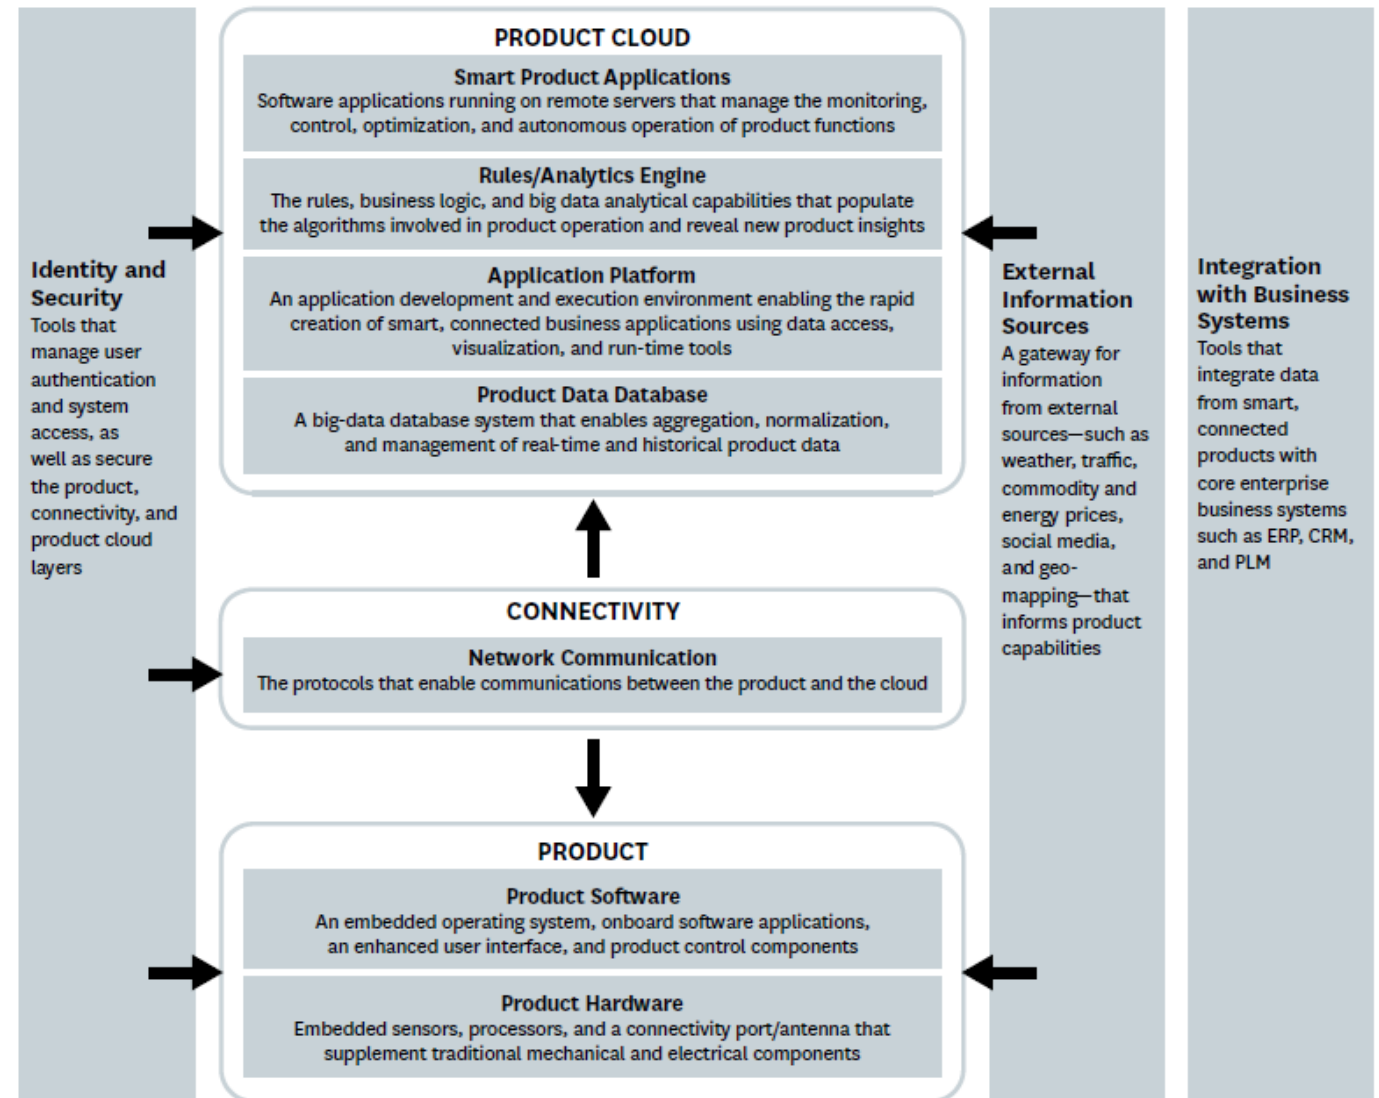 PRODUCT CLOUD
Smart Product Applications
Software applications running on remote servers that manage the monitoring,
control, optimization, and autonomous operation of product functions
Rules/Analytics Engine
The rules, business logic, and big data analytical capabilities that populate
the algorithms involved in product operation and reveal new product insights
Application Platform
An application development and execution environment enabling the rapid
creation of smart, connected business applications using data access,
visualization, and run-time tools
Product Data Database
A big-data database system that enables aggregation, normalization,
and management of real-time and historical product data
CONNECTIVITY
Network Communication
The protocols that enable communications between the product and the cloud
PRODUCT
Product Software
An embedded operating system, onboard software applications,
an enhanced user interface, and product control components
Product Hardware
Embedded sensors, processors, and a connectivity port/antenna that
supplement traditional mechanical and electrical components
Identity and
Security
Tools that
manage user
authentication
and system
access, as
well as secure
the product,
connectivity, and
product cloud
layers
External
Information
Sources
A gateway for
information
from external
sources—such as
weather, traffic,
commodity and
energy prices,
social media,
and geo-
mapping—that
informs product
capabilities
Integration
with Business
Systems
Tools that
integrate data
from smart,
connected
products with
core enterprise
business systems
such as ERP, CRM,
and PLM